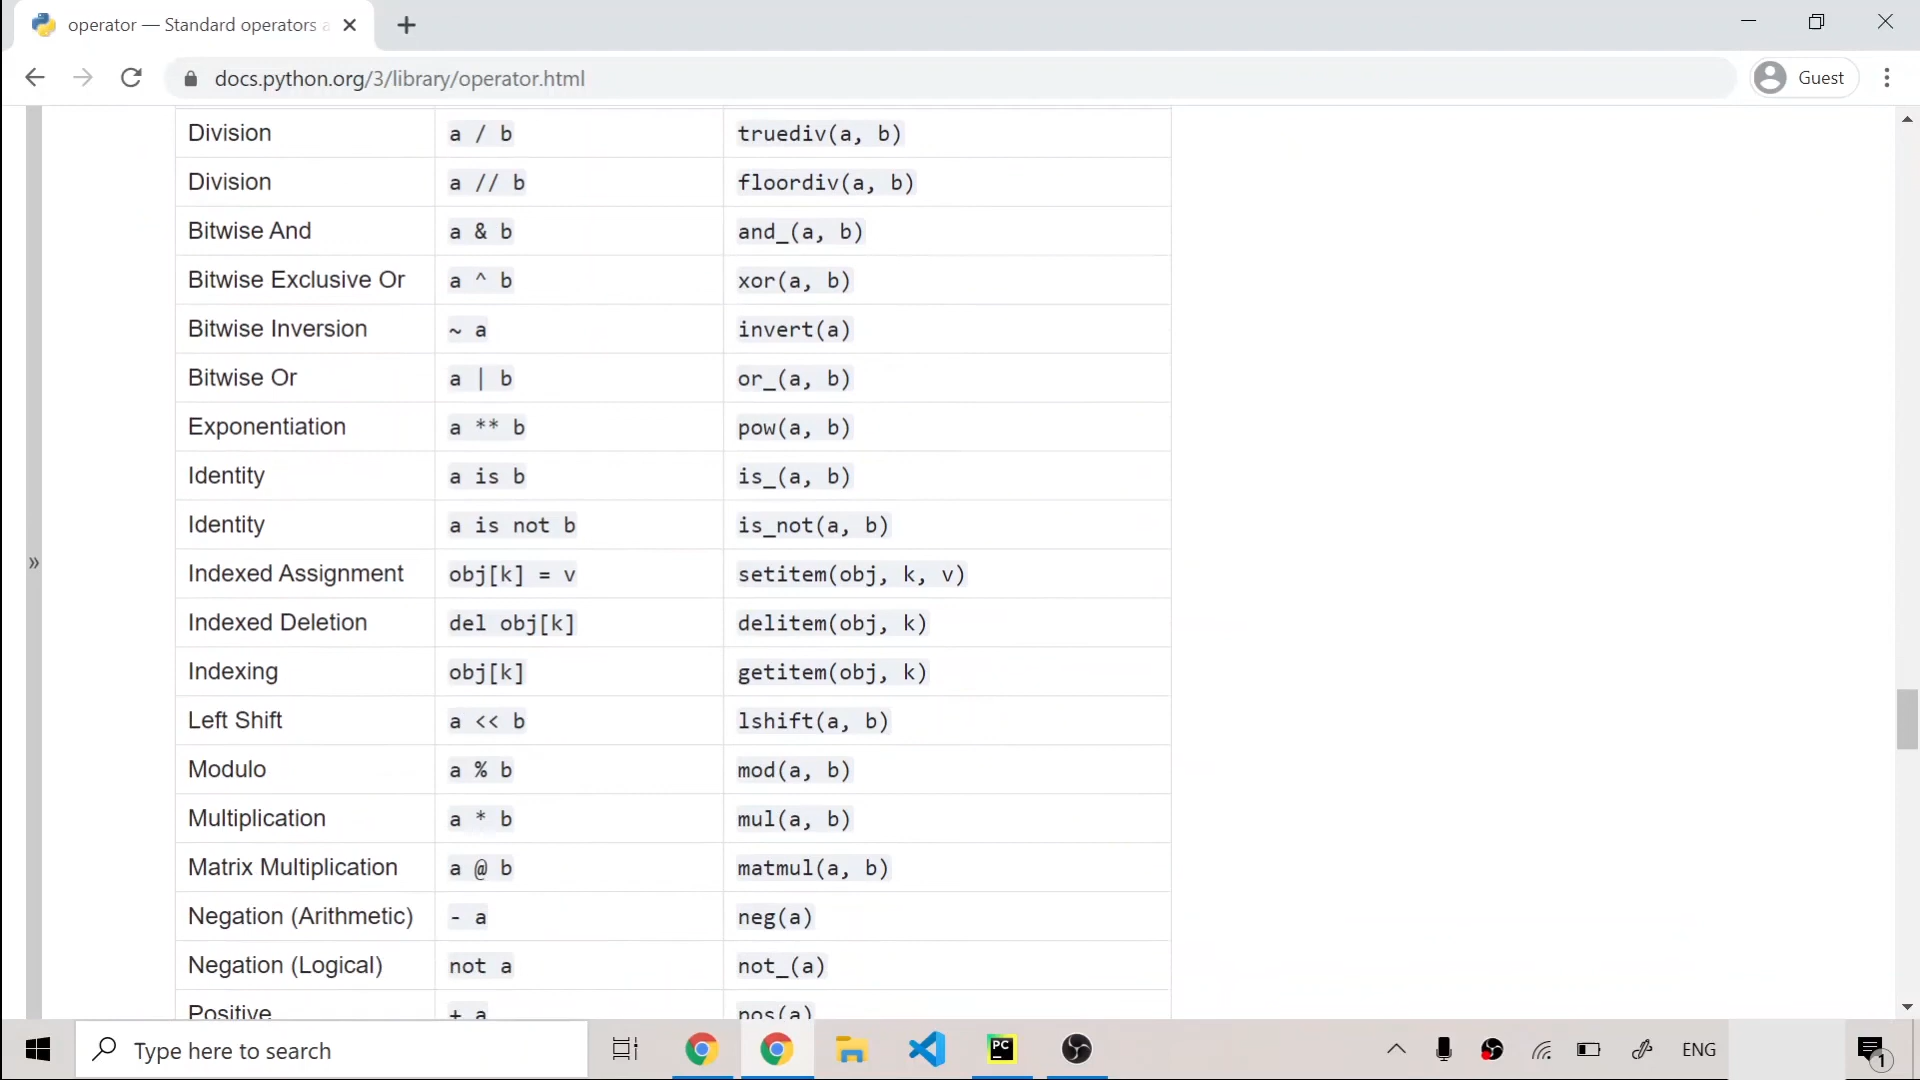 operator — Standard operators a
docs.python.org/3/library/operator.html
Guest
Division a / b truediv(a, b)
Division a // b floordiv(a, b)
Bitwise And a & b and_(a, b)
Bitwise Exclusive Or a ^ b xor(a, b)
Bitwise Inversion ~ a invert(a)
Bitwise Or a | b or_(a, b)
Exponentiation a ** b pow(a, b)
Identity a is b is_(a, b)
Identity a is not b is_not(a, b)
Indexed Assignment obj[k] = v setitem(obj, k, v)
Indexed Deletion del obj[k] delitem(obj, k)
Indexing obj[k] getitem(obj, k)
Left Shift a << b lshift(a, b)
Modulo a % b mod(a, b)
Multiplication a * b mul(a, b)
Matrix Multiplication a @ b matmul(a, b)
Negation (Arithmetic) - a neg(a)
Negation (Logical) not a not_(a)
Positive + a pos(a)
»
Type here to search
PC
ENG
1